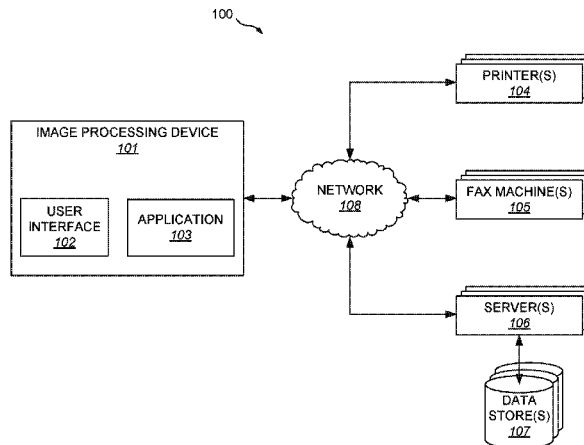 100
PRINTER(S)
104
IMAGE PROCESSING DEVICE
101
USER
INTERFACE
102
APPLICATION
103
NETWORK
108
FAX MACHINE(S)
105
SERVER(S)
106
DATA
STORE(S)
107